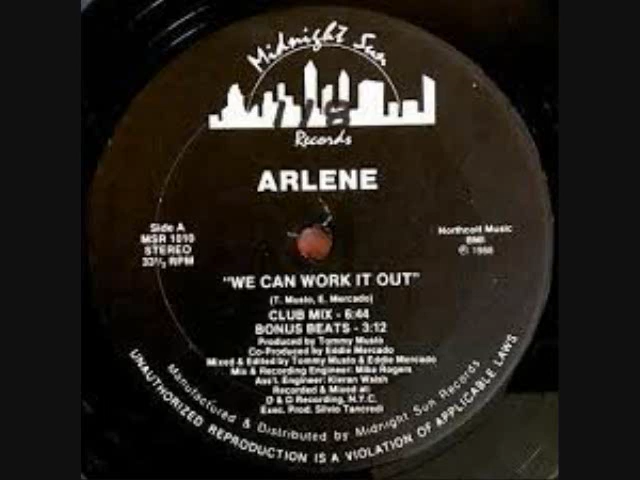 Midnight Sun
118
Records
ARLENE
Side A
MSR 1010
STEREO
33⅓ RPM
Northcott Music
BMI
℗ 1988
"WE CAN WORK IT OUT"
(T. Musto, E. Mercado)
CLUB MIX - 6:44
BONUS BEATS - 3:12
Produced by Tommy Musto
Co-Produced by Eddie Mercado
Mixed & Edited by Tommy Musto & Eddie Mercado
Mix & Recording Engineer: Mike Rogers
Ass't. Engineer: Kieran Walsh
Recorded & Mixed at:
D & D Recording, N.Y.C.
Exec. Prod. Silvio Tancredi
Manufactured & Distributed by Midnight Sun Records
UNAUTHORIZED REPRODUCTION IS A VIOLATION OF APPLICABLE LAWS